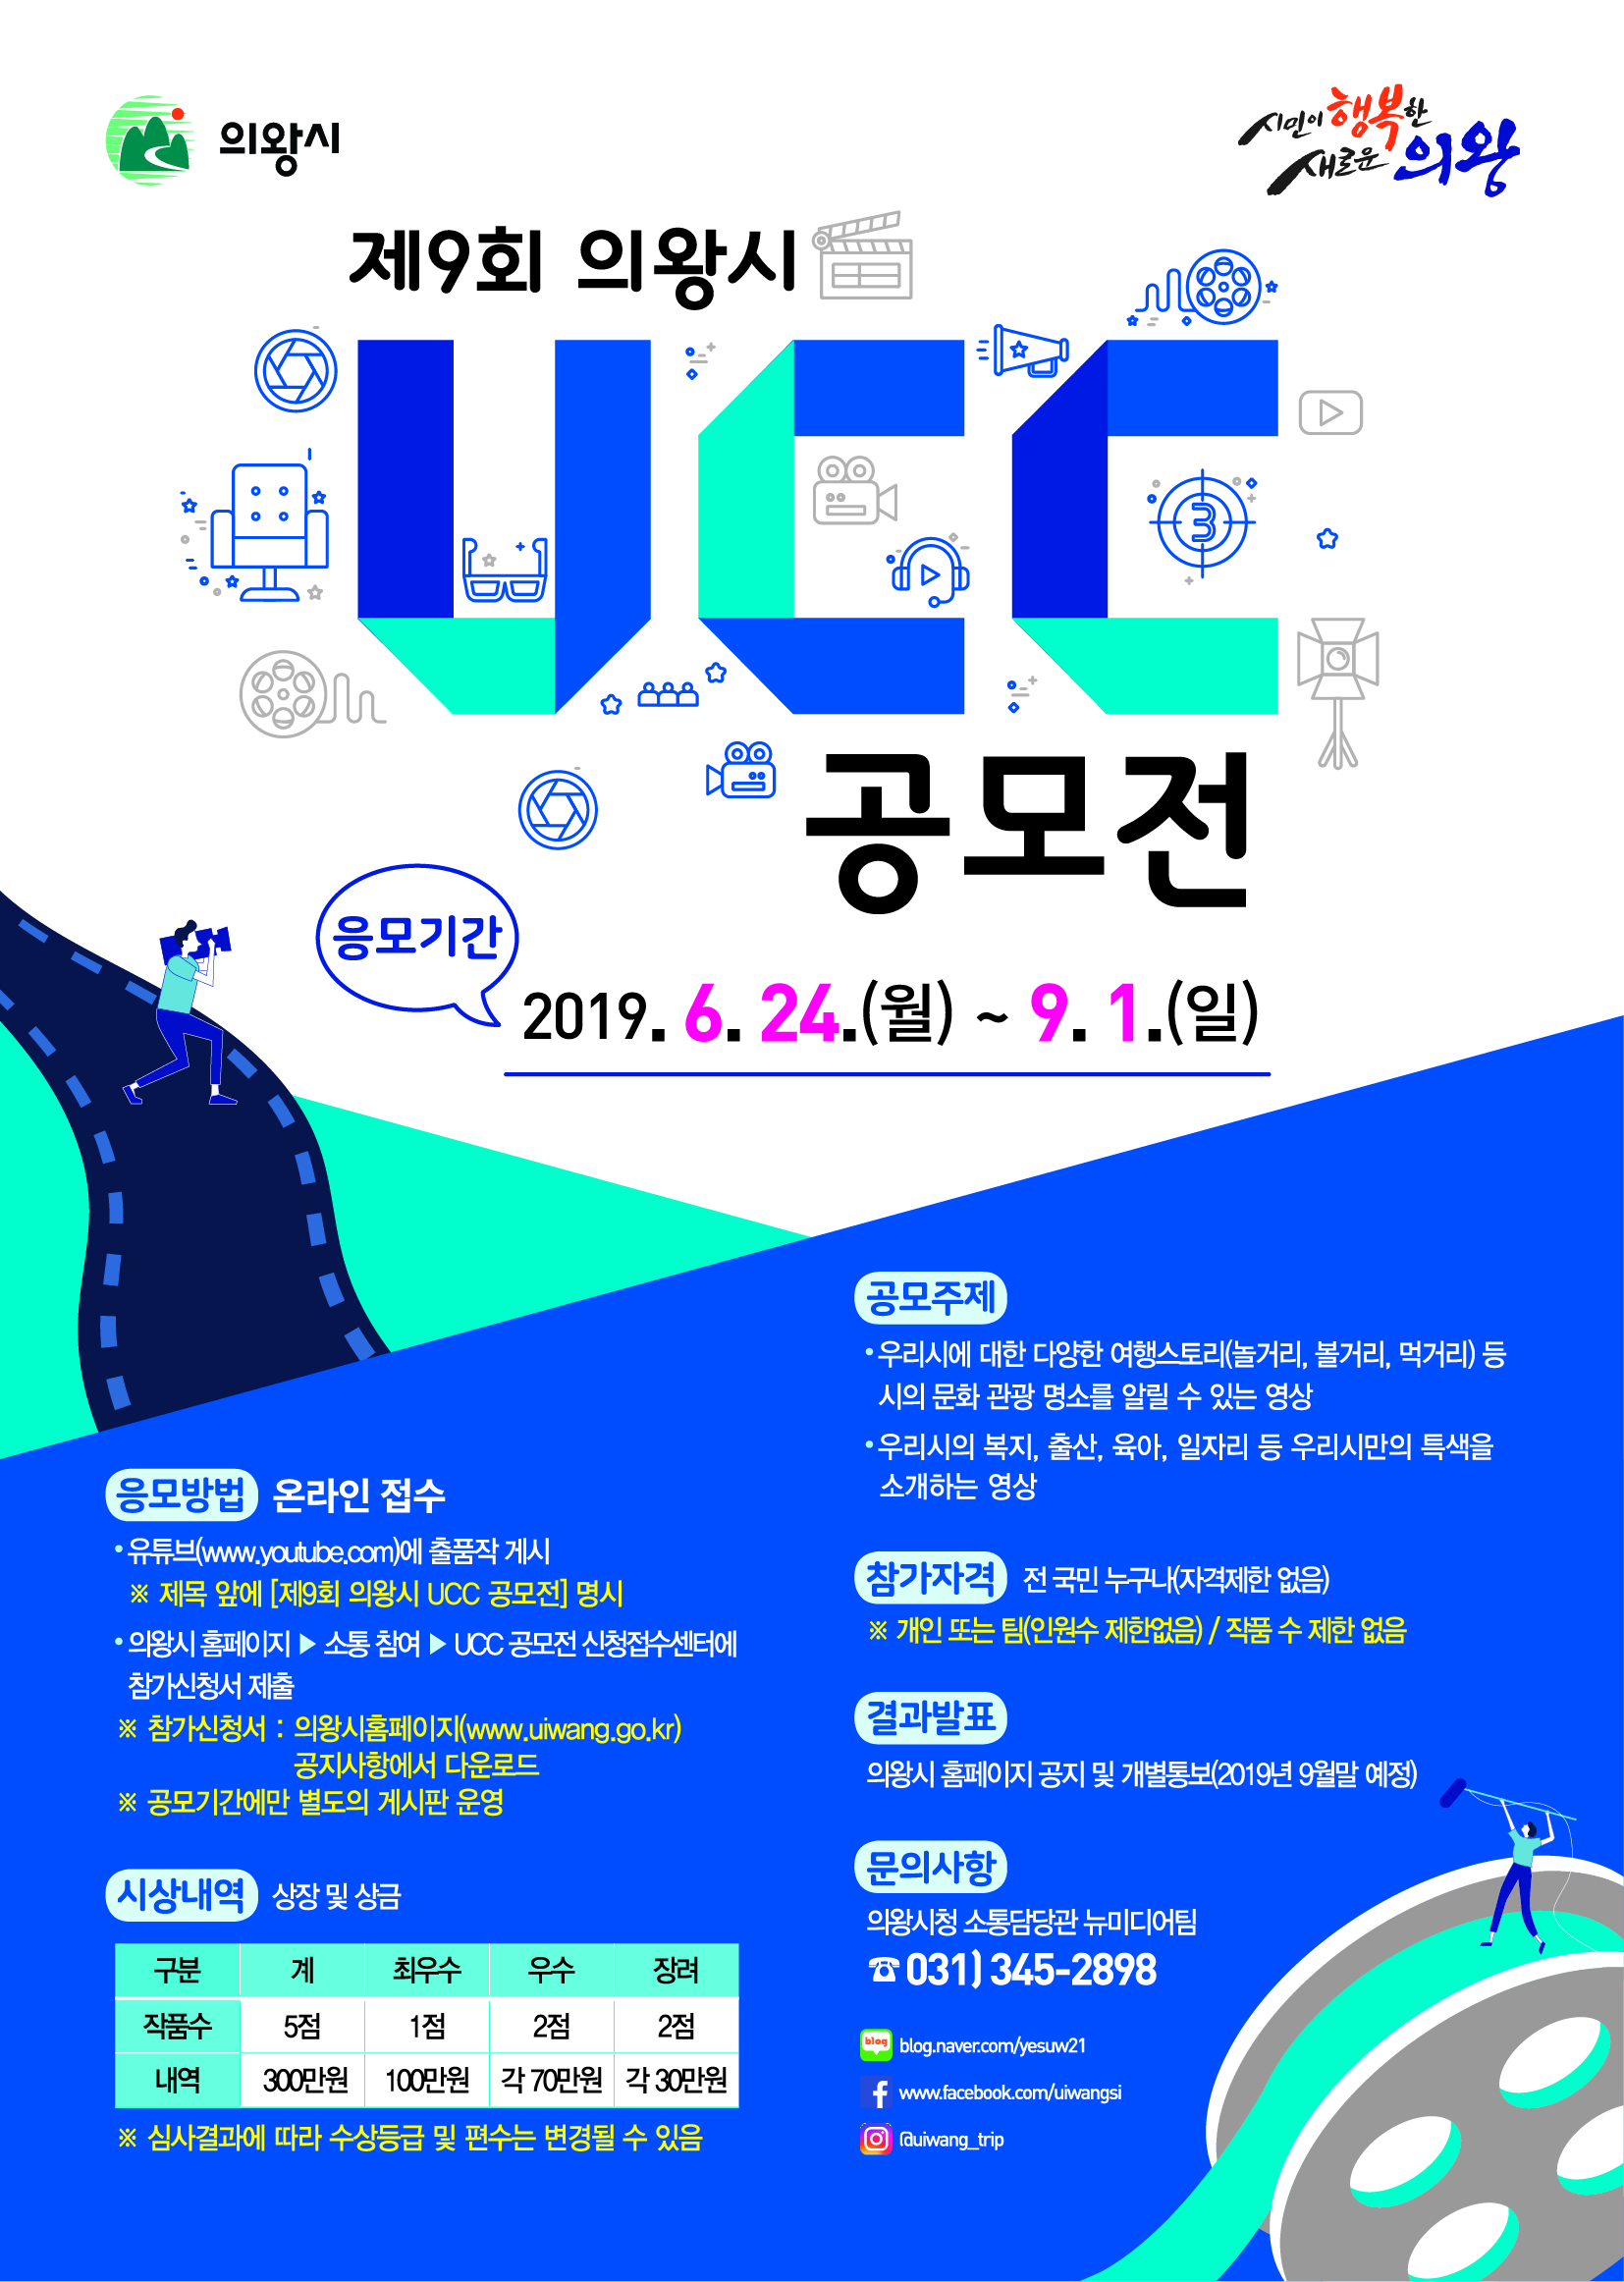 의왕시
시민이 행복한
새로운 의왕
제9회 의왕시
UCC
3
공모전
응모기간
2019. 6. 24.(월) ~ 9. 1.(일)
공모주제
•우리시에 대한 다양한 여행스토리(놀거리, 볼거리, 먹거리) 등
시의 문화 관광 명소를 알릴 수 있는 영상
•우리시의 복지, 출산, 육아, 일자리 등 우리시만의 특색을
소개하는 영상
참가자격 전 국민 누구나(자격제한 없음)
※ 개인 또는 팀(인원수 제한없음) / 작품 수 제한 없음
결과발표
의왕시 홈페이지 공지 및 개별통보(2019년 9월말 예정)
문의사항
의왕시청 소통담당관 뉴미디어팀
☎ 031) 345-2898
blog blog.naver.com/yesuw21
f www.facebook.com/uiwangsi
@uiwang_trip
응모방법 온라인 접수
•유튜브(www.youtube.com)에 출품작 게시
※ 제목 앞에 [제9회 의왕시 UCC 공모전] 명시
•의왕시 홈페이지 ▶ 소통 참여 ▶ UCC 공모전 신청접수센터에
참가신청서 제출
※ 참가신청서 : 의왕시홈페이지(www.uiwang.go.kr)
공지사항에서 다운로드
※ 공모기간에만 별도의 게시판 운영
시상내역 상장 및 상금
구분 계 최우수 우수 장려
작품수 5점 1점 2점 2점
내역 300만원 100만원 각 70만원 각 30만원
※ 심사결과에 따라 수상등급 및 편수는 변경될 수 있음